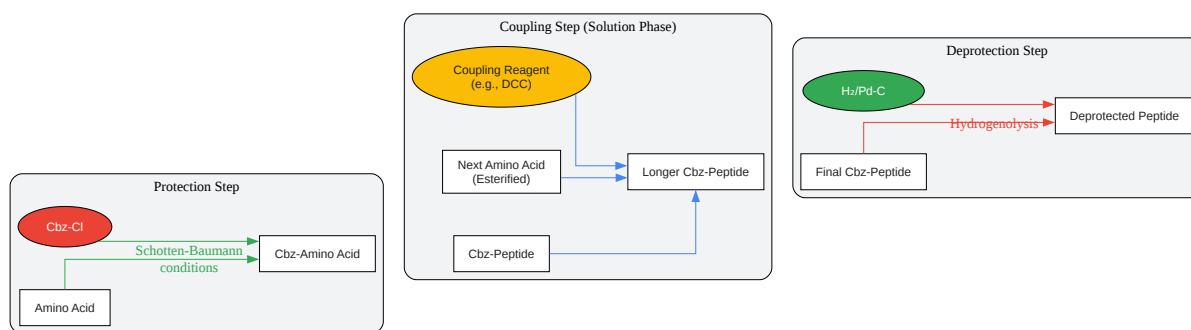 Protection Step
Cbz-Cl
Schotten-Baumann
conditions
Cbz-Amino Acid
Amino Acid
Coupling Step (Solution Phase)
Coupling Reagent
(e.g., DCC)
Next Amino Acid
(Esterified)
Longer Cbz-Peptide
Cbz-Peptide
Deprotection Step
H₂/Pd-C
Hydrogenolysis
Deprotected Peptide
Final Cbz-Peptide